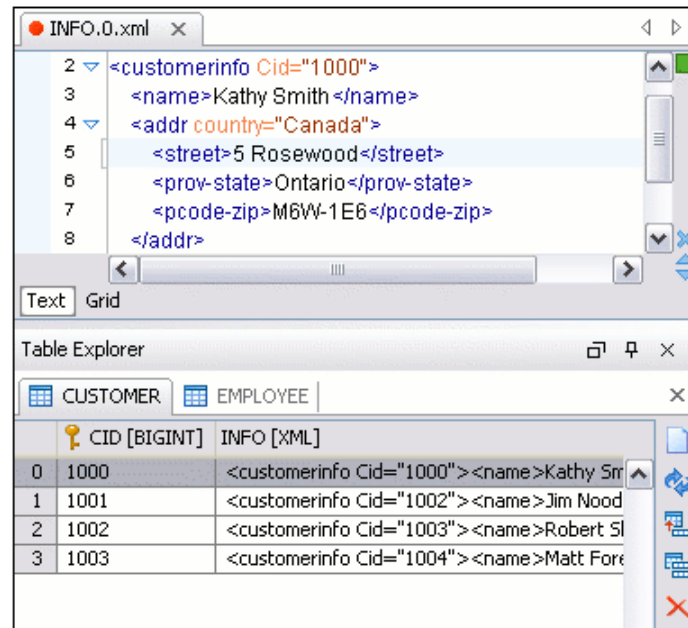 INFO.0.xml
2 <customerinfo Cid="1000">
3 <name>Kathy Smith</name>
4 <addr country="Canada">
5 <street>5 Rosewood</street>
6 <prov-state>Ontario</prov-state>
7 <pcode-zip>M6W-1E6</pcode-zip>
8 </addr>
Text Grid
Table Explorer
CUSTOMER EMPLOYEE
CID [BIGINT] INFO [XML]
0 1000 <customerinfo Cid="1000"><name>Kathy Sm
1 1001 <customerinfo Cid="1002"><name>Jim Nood
2 1002 <customerinfo Cid="1003"><name>Robert Sl
3 1003 <customerinfo Cid="1004"><name>Matt Fore